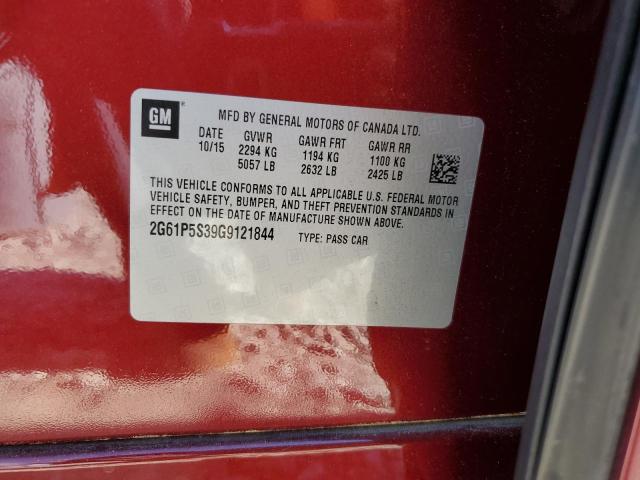 GM
MFD BY GENERAL MOTORS OF CANADA LTD.
DATE GVWR GAWR FRT GAWR RR
10/15 2294 KG 1194 KG 1100 KG
5057 LB 2632 LB 2425 LB
THIS VEHICLE CONFORMS TO ALL APPLICABLE U.S. FEDERAL MOTOR
VEHICLE SAFETY, BUMPER, AND THEFT PREVENTION STANDARDS IN
EFFECT ON THE DATE OF MANUFACTURE SHOWN ABOVE.
2G61P5S39G9121844 TYPE: PASS CAR